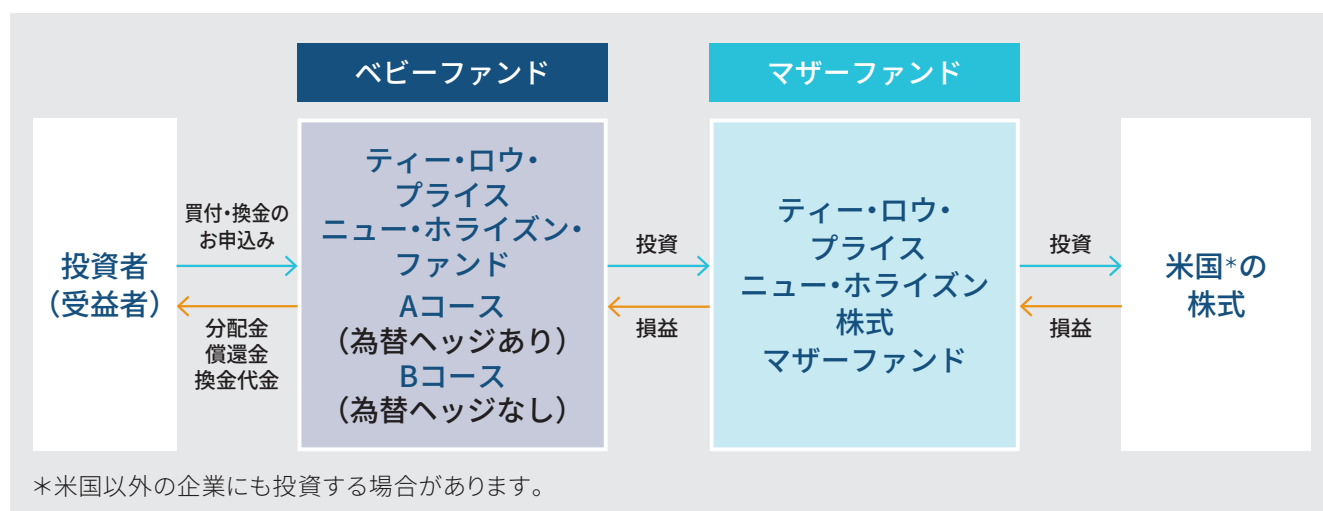 ベビーファンド
マザーファンド
投資者
（受益者）
買付・換金の
お申込み
分配金
償還金
換金代金
ティー・ロウ・
プライス
ニュー・ホライズン・
ファンド
Aコース
（為替ヘッジあり）
Bコース
（為替ヘッジなし）
投資
損益
ティー・ロウ・
プライス
ニュー・ホライズン
株式
マザーファンド
投資
損益
米国＊の
株式
＊米国以外の企業にも投資する場合があります。